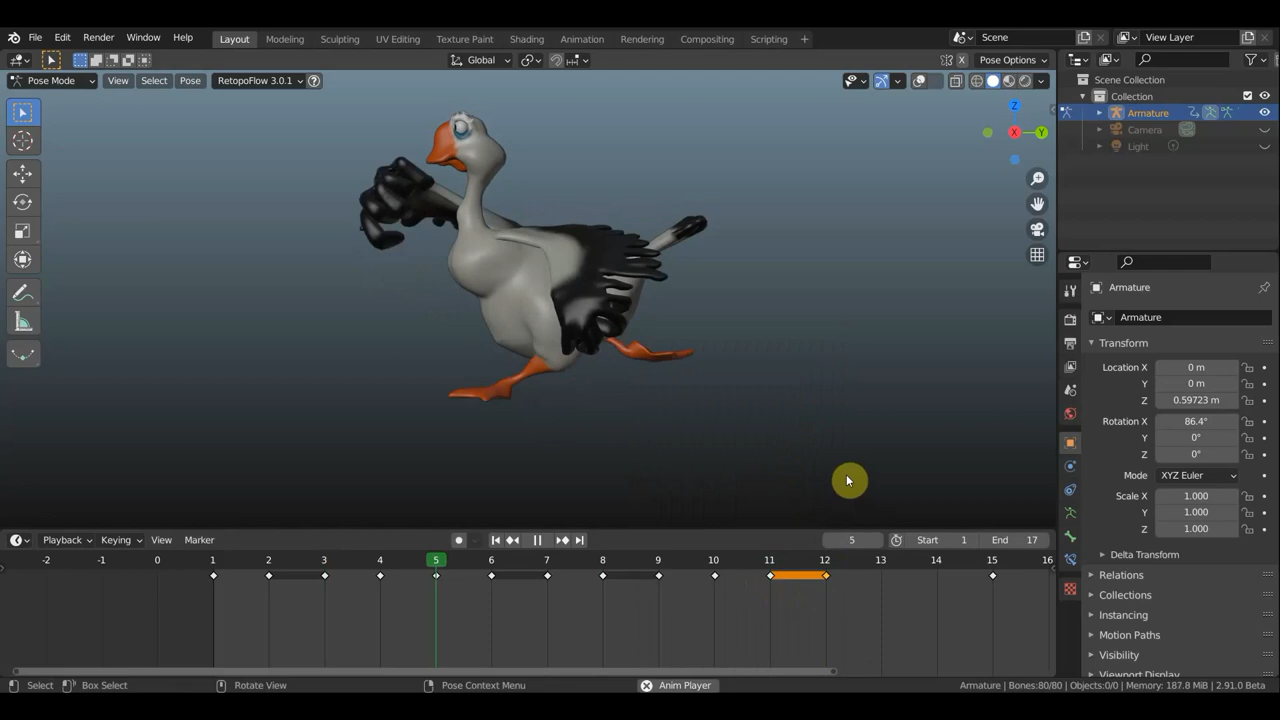 File Edit Render Window Help Layout Modeling Sculpting UV Editing Texture Paint Shading Animation Rendering Compositing Scripting + Scene View Layer
Global Pose Options
Pose Mode View Select Pose RetopoFlow 3.0.1
X
Z
X Y
Scene Collection
Collection
Armature
Camera
Light
Armature
Armature
Transform
Location X 0 m
Y 0 m
Z 0.59723 m
Rotation X 86.4°
Y 0°
Z 0°
Mode XYZ Euler
Scale X 1.000
Y 1.000
Z 1.000
Delta Transform
Relations
Collections
Instancing
Motion Paths
Visibility
Viewport Display
Playback Keying View Marker 5 Start 1 End 17
-2 -1 0 1 2 3 4 5 6 7 8 9 10 11 12 13 14 15 16
Select Box Select Rotate View Pose Context Menu Anim Player Armature | Bones:80/80 | Objects:0/0 | Memory: 187.8 MiB | 2.91.0 Beta